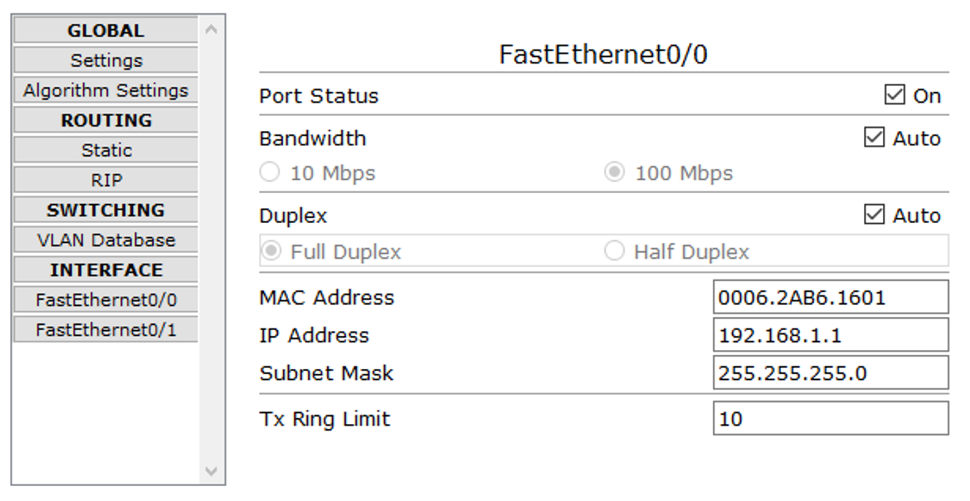 GLOBAL
Settings
Algorithm Settings
ROUTING
Static
RIP
SWITCHING
VLAN Database
INTERFACE
FastEthernet0/0
FastEthernet0/1
FastEthernet0/0
Port Status On
Bandwidth Auto
10 Mbps 100 Mbps
Duplex Auto
Full Duplex Half Duplex
MAC Address 0006.2AB6.1601
IP Address 192.168.1.1
Subnet Mask 255.255.255.0
Tx Ring Limit 10